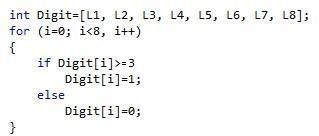 int Digit=[L1, L2, L3, L4, L5, L6, L7, L8];
for (i=0; i<8, i++)
{
    if Digit[i]>=3
        Digit[i]=1;
    else
        Digit[i]=0;
}